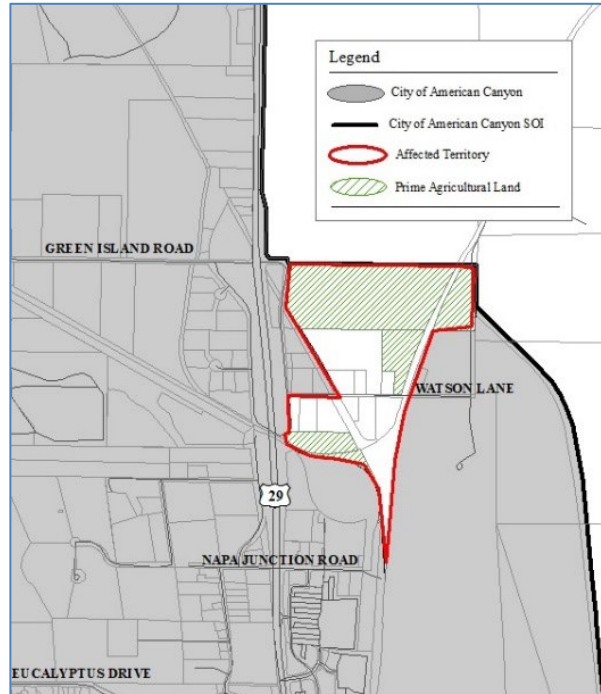 Legend
City of American Canyon
City of American Canyon SOI
Affected Territory
Prime Agricultural Land
GREEN ISLAND ROAD
WATSON LANE
29
NAPA JUNCTION ROAD
EUCALYPTUS DRIVE